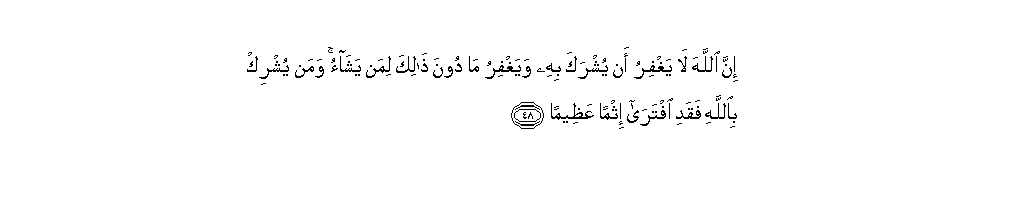 إِنَّ ٱللَّهَ لَا يَغْفِرُ أَن يُشْرَكَ بِهِۦ وَيَغْفِرُ مَا دُونَ ذَٰلِكَ لِمَن يَشَآءُ ۚ وَمَن يُشْرِكْ
بِٱللَّهِ فَقَدِ ٱفْتَرَىٰٓ إِثْمًا عَظِيمًا ﴿٤٨﴾